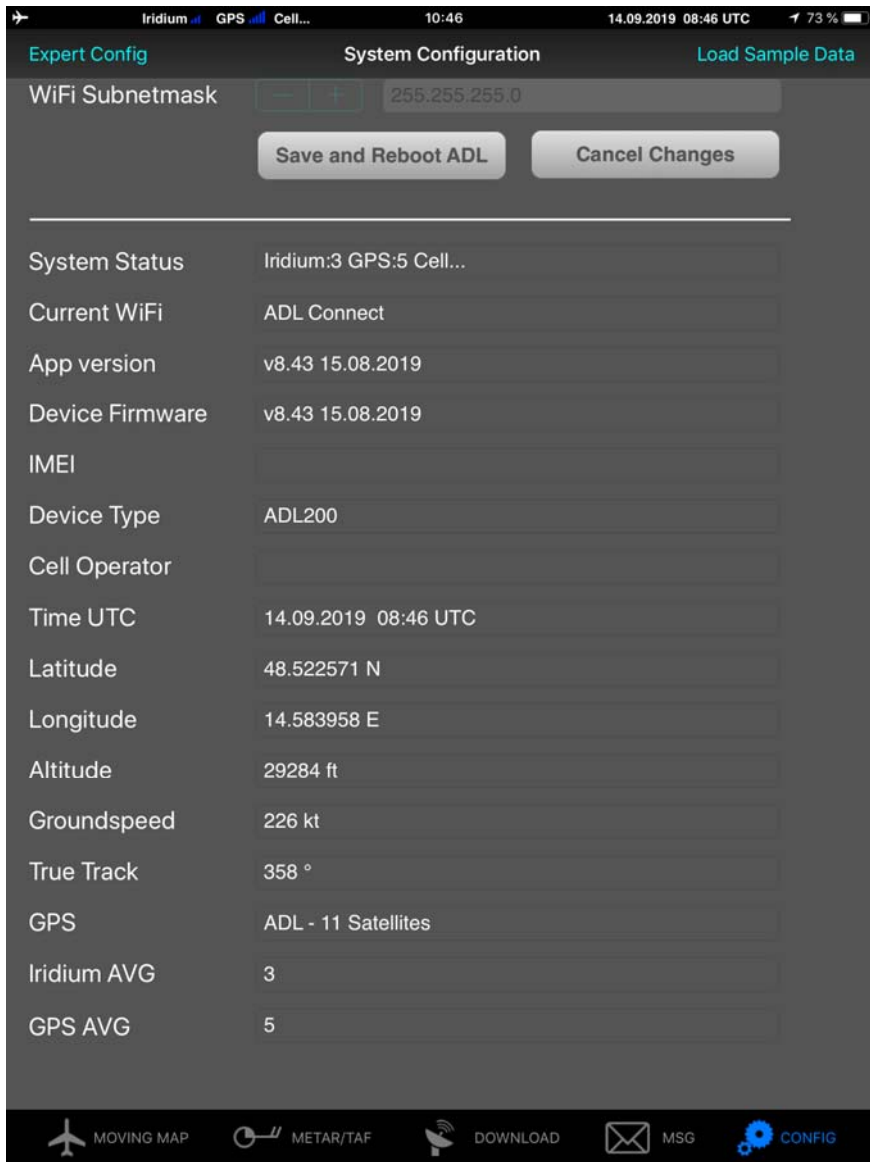 Iridium GPS Cell... 10:46 14.09.2019 08:46 UTC 73 %
Expert Config System Configuration Load Sample Data
WiFi Subnetmask — + 255.255.255.0
Save and Reboot ADL Cancel Changes
System Status Iridium:3 GPS:5 Cell...
Current WiFi ADL Connect
App version v8.43 15.08.2019
Device Firmware v8.43 15.08.2019
IMEI
Device Type ADL200
Cell Operator
Time UTC 14.09.2019 08:46 UTC
Latitude 48.522571 N
Longitude 14.583958 E
Altitude 29284 ft
Groundspeed 226 kt
True Track 358 °
GPS ADL - 11 Satellites
Iridium AVG 3
GPS AVG 5
MOVING MAP METAR/TAF DOWNLOAD MSG CONFIG